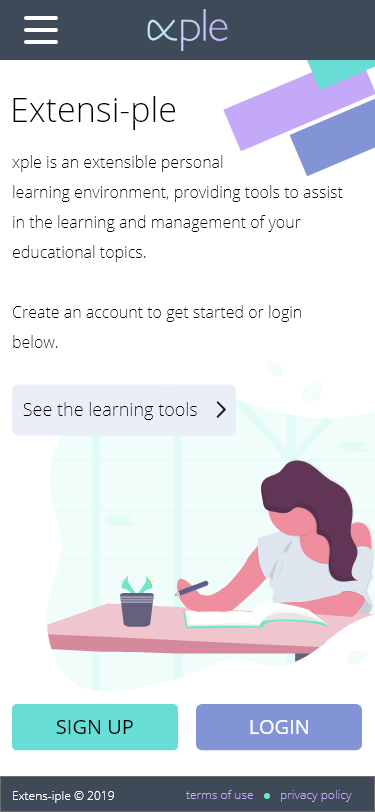 xple
Extensi-ple
xple is an extensible personal
learning environment, providing tools to assist
in the learning and management of your
educational topics.
Create an account to get started or login
below.
See the learning tools
SIGN UP
LOGIN
Extens-iple © 2019
terms of use
privacy policy